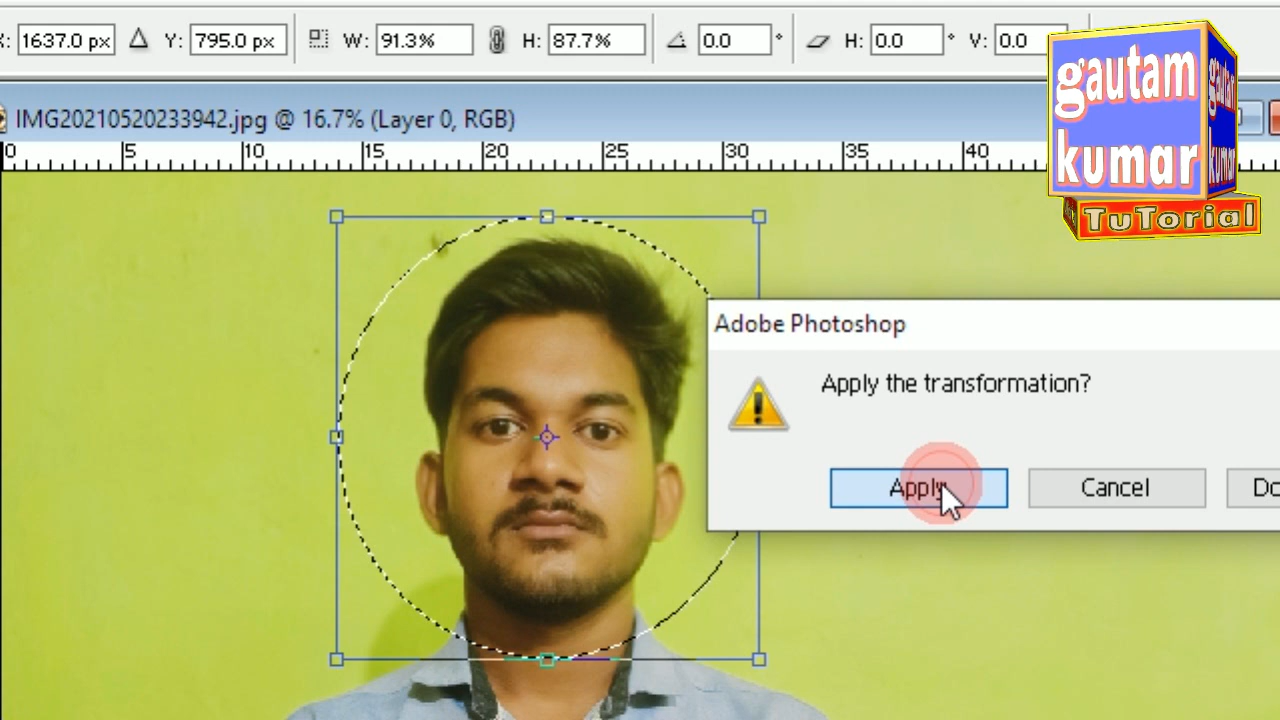 X: 1637.0 px Y: 795.0 px W: 91.3% H: 87.7% 0.0 ° H: 0.0 ° V: 0.0
IMG20210520233942.jpg @ 16.7% (Layer 0, RGB)
0 5 10 15 20 25 30 35 40
gautam
kumar
TuTorial
gautam
kumar
Adobe Photoshop
Apply the transformation?
Apply Cancel